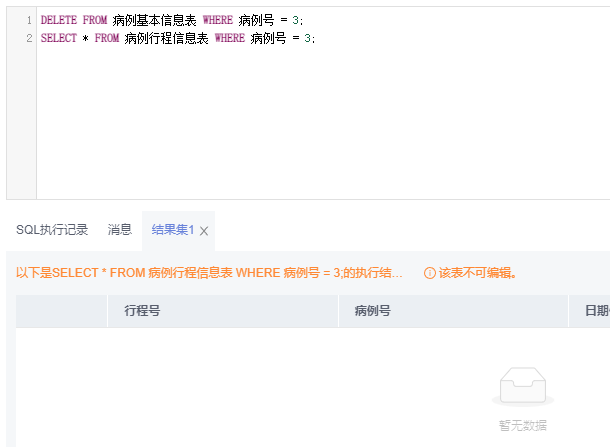 1 DELETE FROM 病例基本信息表 WHERE 病例号 = 3;
2 SELECT * FROM 病例行程信息表 WHERE 病例号 = 3;
SQL执行记录 消息 结果集1
以下是SELECT * FROM 病例行程信息表 WHERE 病例号 = 3;的执行结... 该表不可编辑。
行程号 病例号 日期
暂无数据